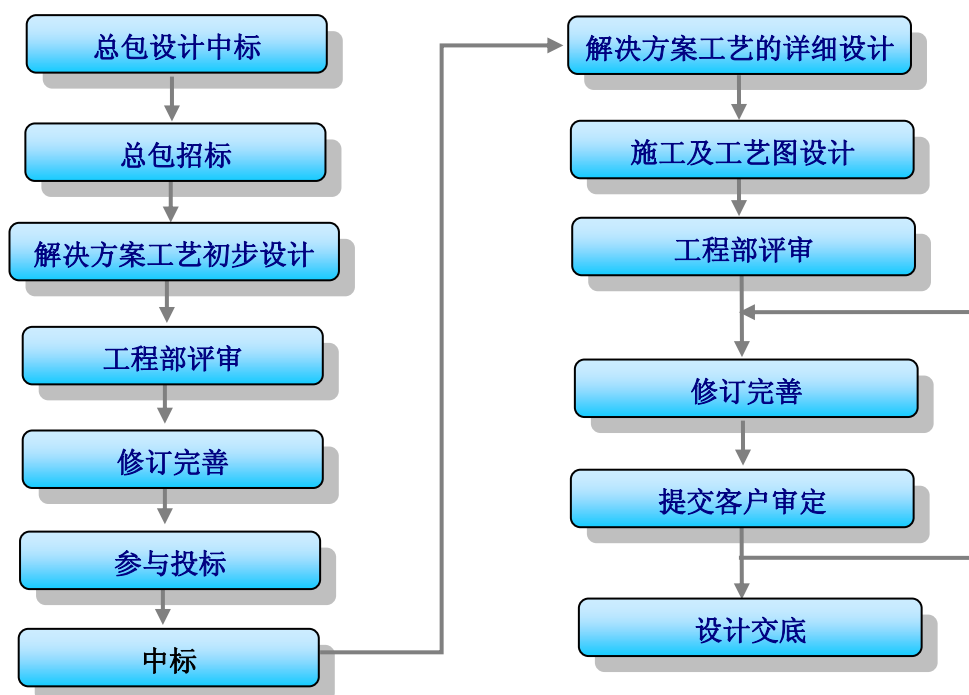 总包设计中标
总包招标
解决方案工艺初步设计
工程部评审
修订完善
参与投标
中标
解决方案工艺的详细设计
施工及工艺图设计
工程部评审
修订完善
提交客户审定
设计交底